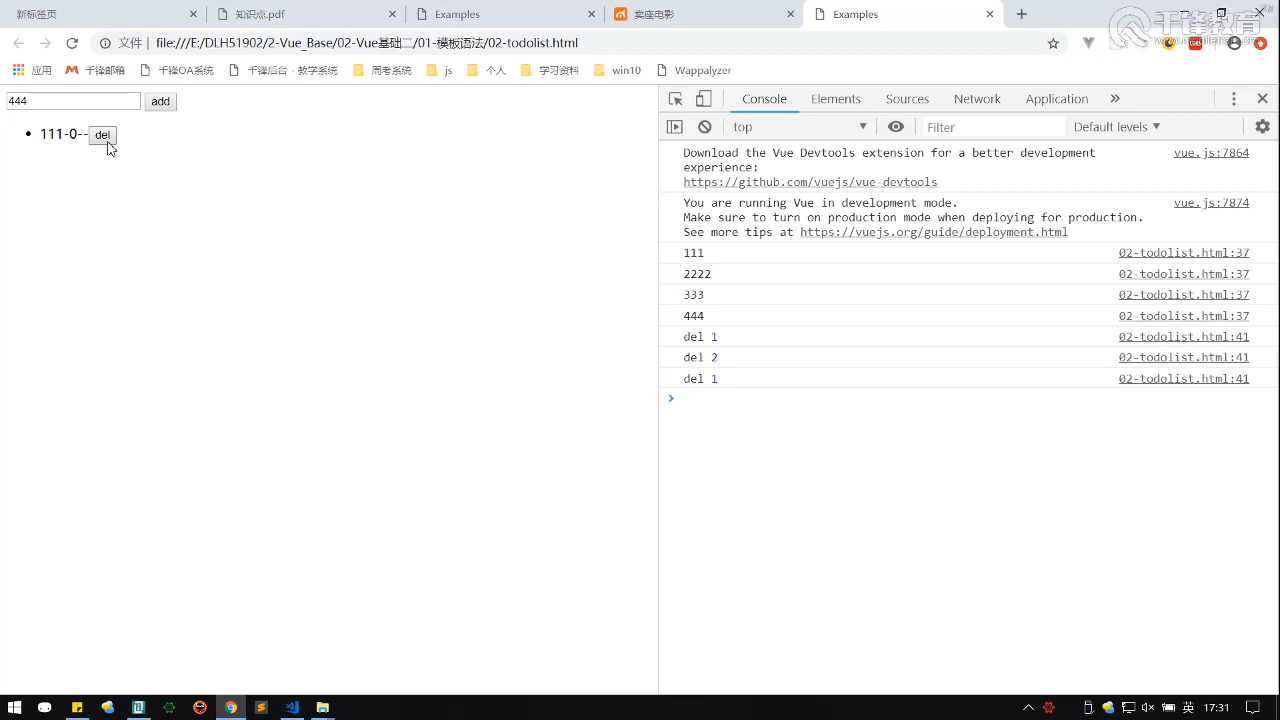 新标签页
知识点.pdf
Examples
卖座电影
Examples
千锋教育
文件
file:///F:/DLH51902/2-Vue_Base/02-Vue基础二/01-模板语法/02-todolist.html
应用
千锋邮箱
千锋OA系统
千锋后台 - 教学系统
周考系统
js
个人
学习资料
win10
Wappalyzer
444
add
111-0--
del
Console
Elements
Sources
Network
Application
top
Filter
Default levels
Download the Vue Devtools extension for a better development
vue.js:7864
experience:
https://github.com/vuejs/vue-devtools
You are running Vue in development mode.
vue.js:7874
Make sure to turn on production mode when deploying for production.
See more tips at https://vuejs.org/guide/deployment.html
111
02-todolist.html:37
2222
02-todolist.html:37
333
02-todolist.html:37
444
02-todolist.html:37
del 1
02-todolist.html:41
del 2
02-todolist.html:41
del 1
02-todolist.html:41
英
17:31